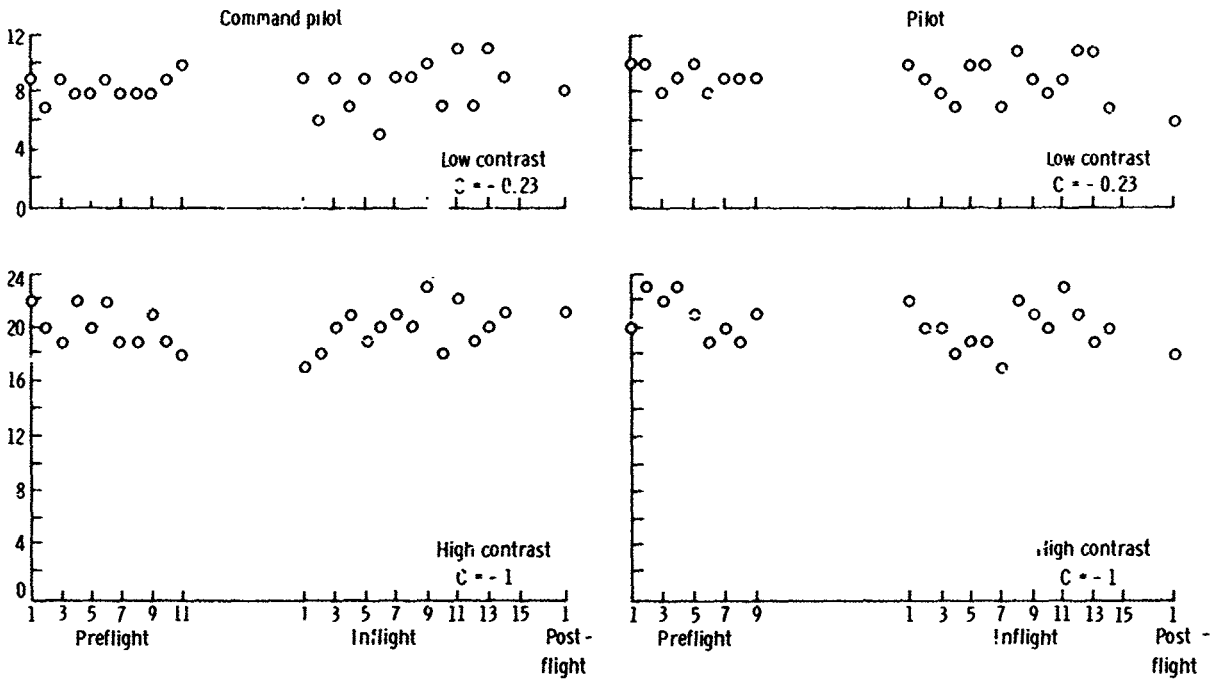 Command pilot
Pilot
12
8
4
0
Low contrast
C = - 0.23
Low contrast
C = - 0.23
24
20
16
12
8
4
0
High contrast
C = - 1
High contrast
C = - 1
1 3 5 7 9 11 1 3 5 7 9 11 13 15 1
Preflight Inflight Post -
flight
1 3 5 7 9 1 3 5 7 9 11 13 15 1
Preflight Inflight Post -
flight